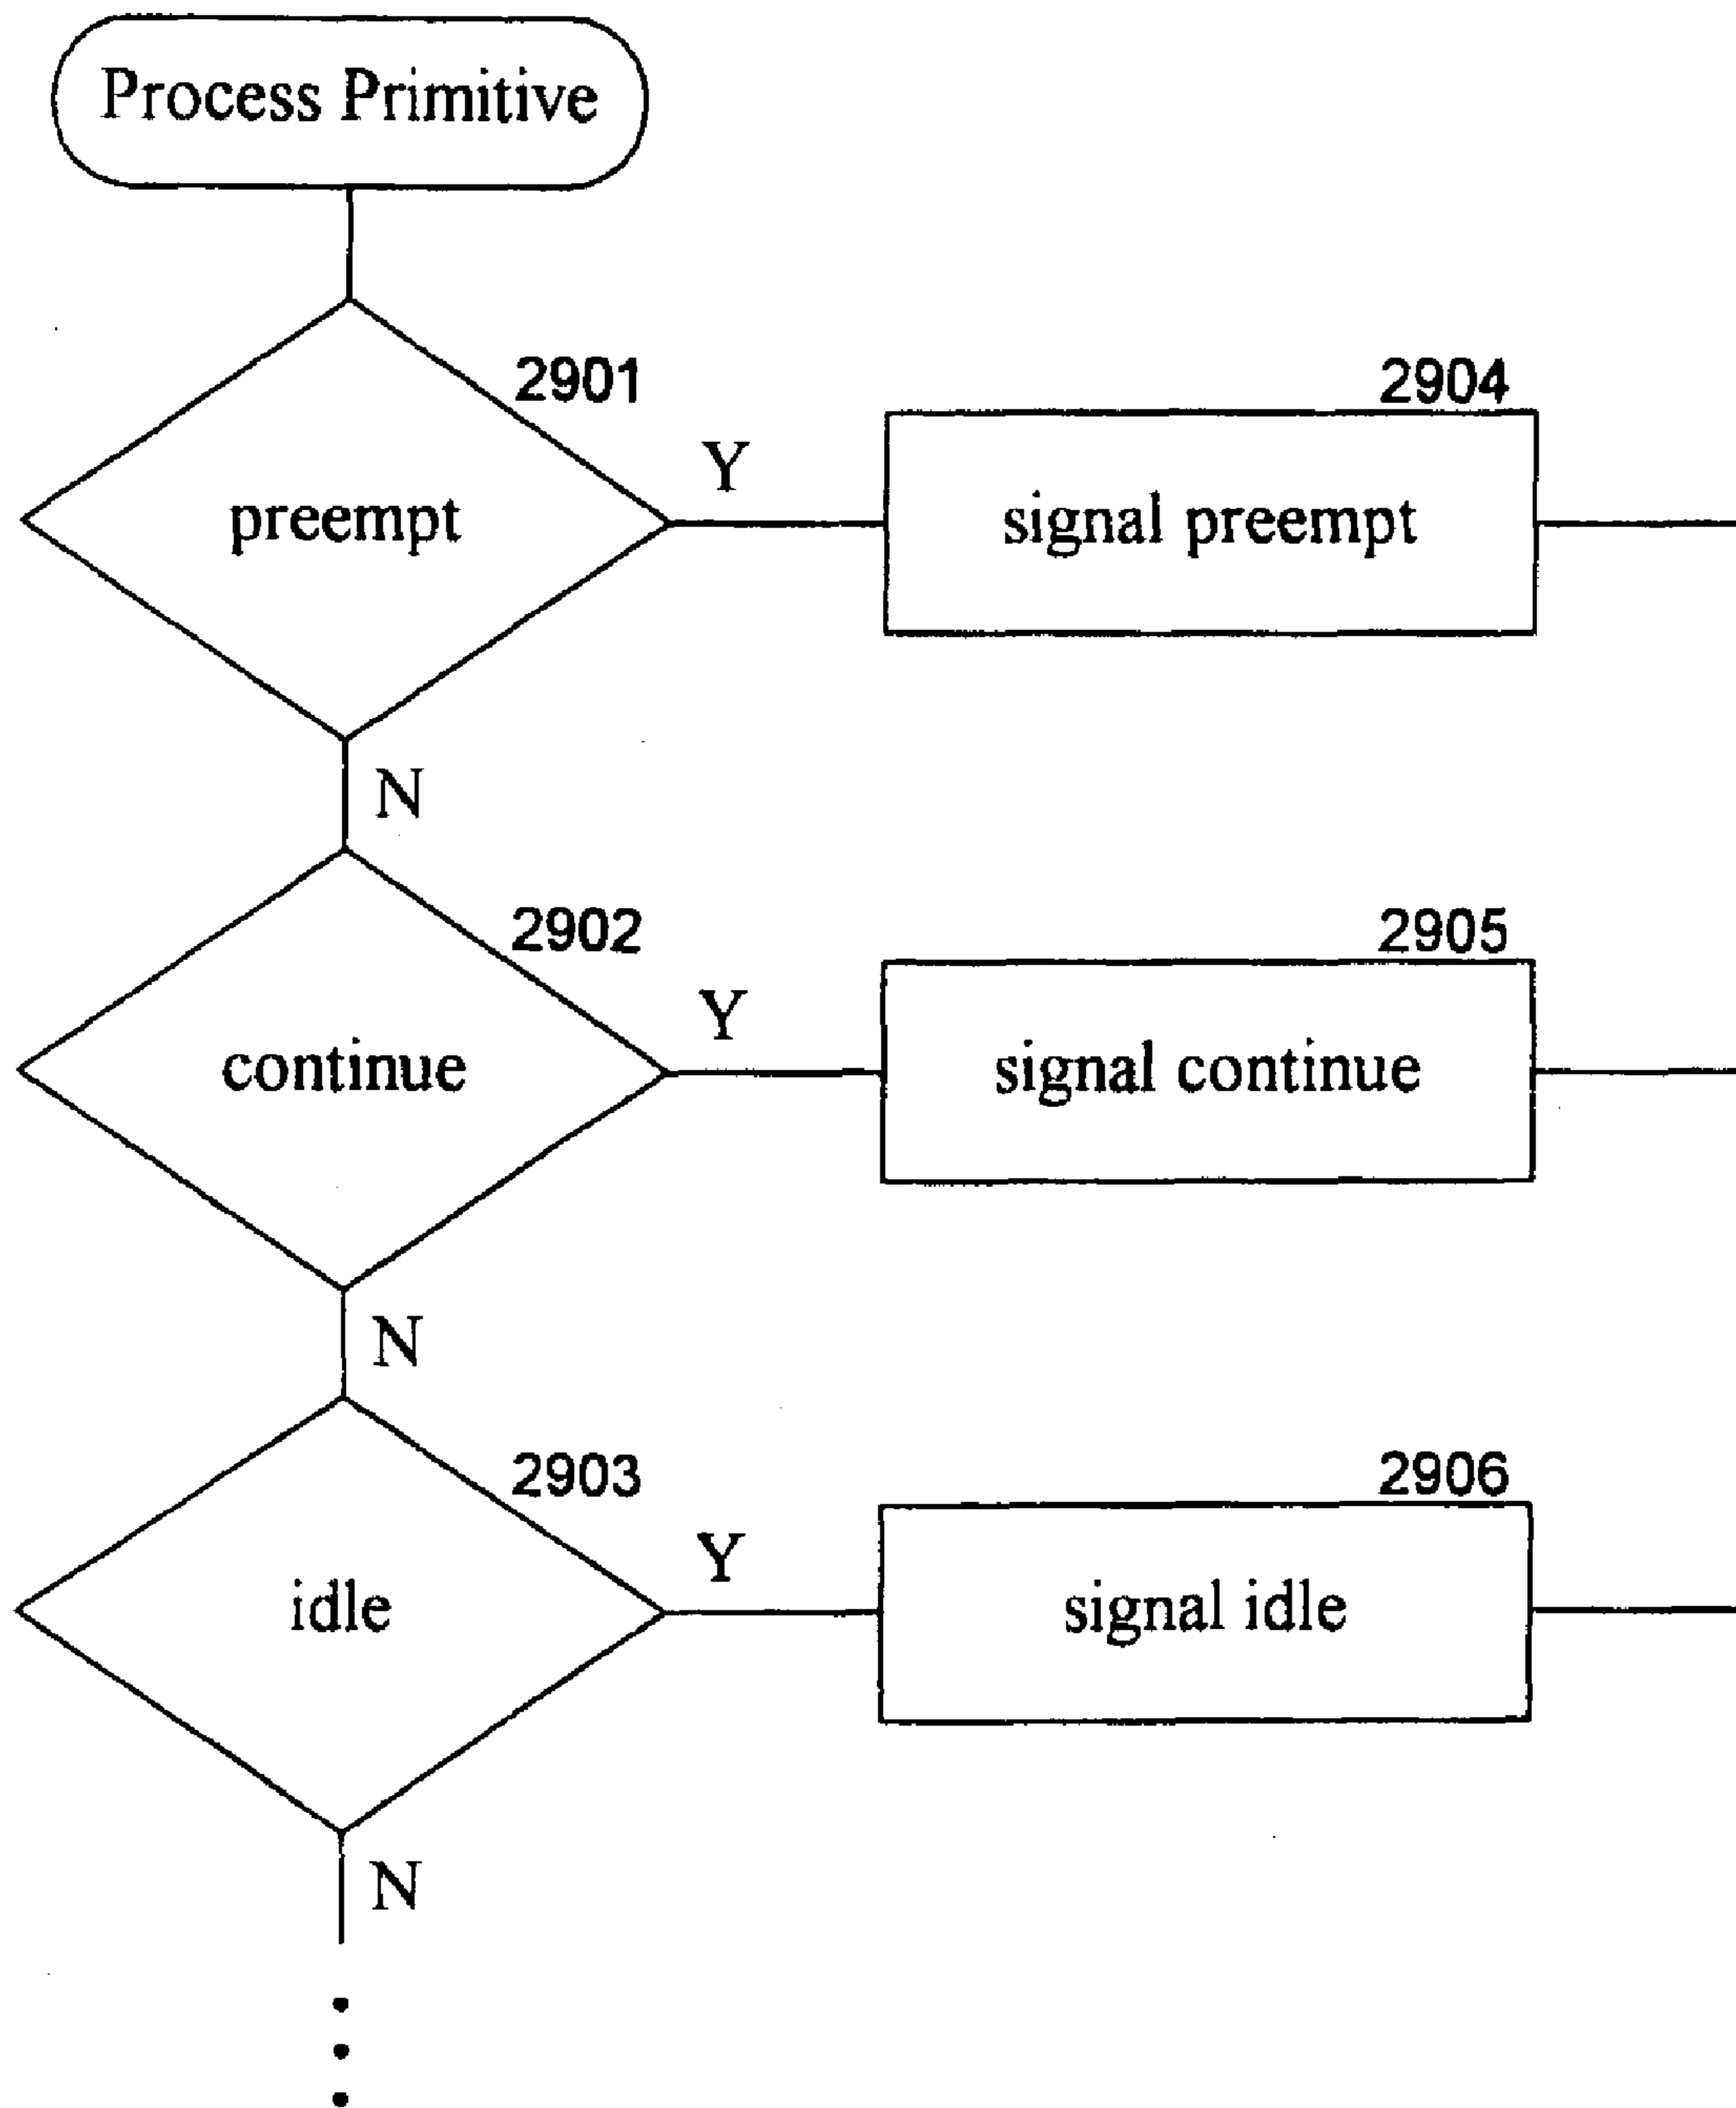 Process Primitive
2901
2904
Y
preempt
signal preempt
N
2902
2905
Y
continue
signal continue
N
2903
2906
Y
idle
signal idle
N